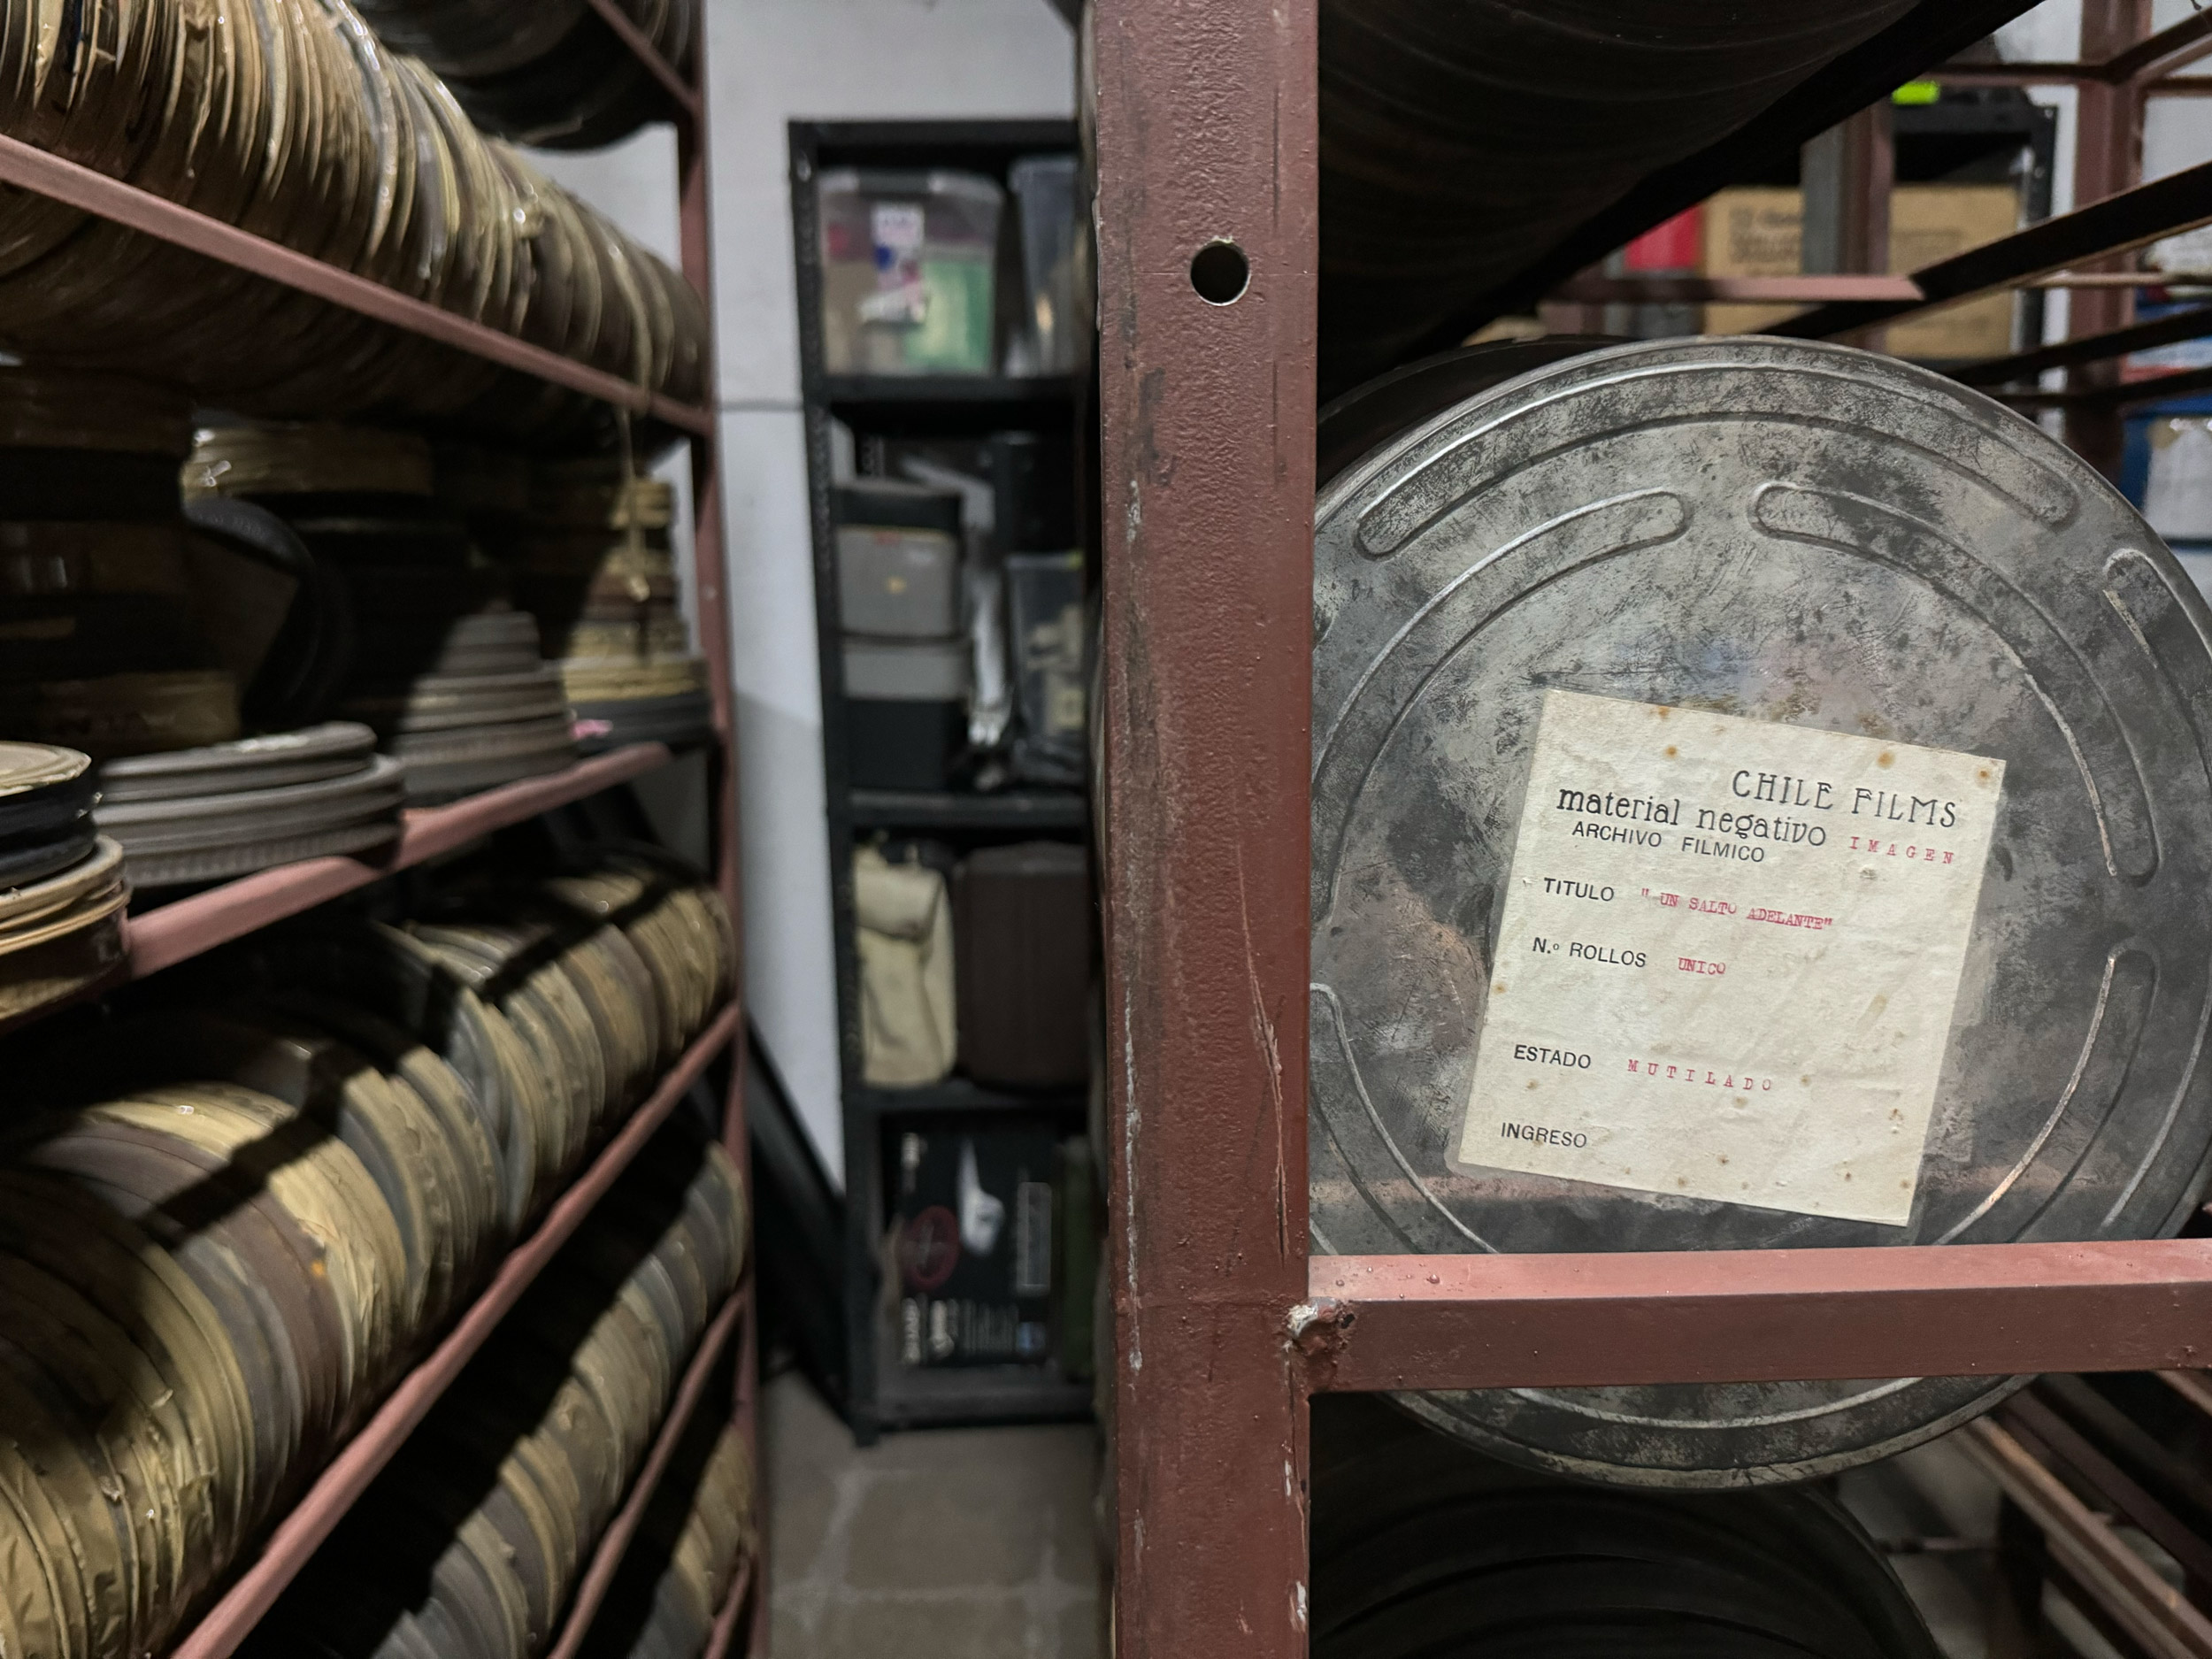 CHILE FILMS
material negativo IMAGEN
ARCHIVO FILMICO
TITULO "UN SALTO ADELANTE"
N.º ROLLOS UNICO
ESTADO MUTILADO
INGRESO